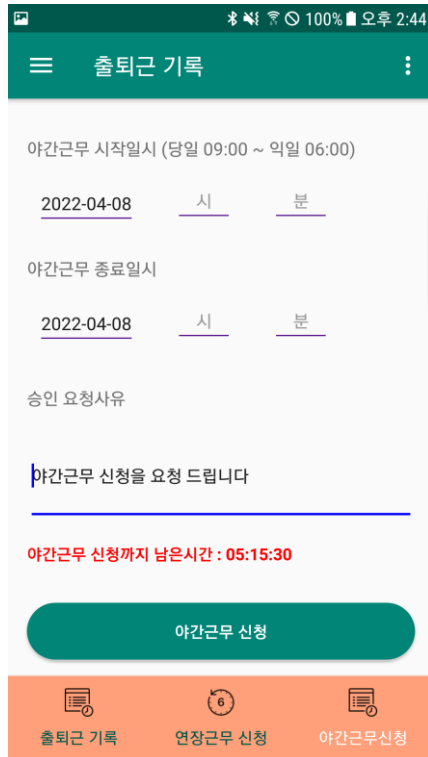 100% 오후 2:44
출퇴근 기록
야간근무 시작일시 (당일 09:00 ~ 익일 06:00)
2022-04-08 시 분
야간근무 종료일시
2022-04-08 시 분
승인 요청사유
야간근무 신청을 요청 드립니다
야간근무 신청까지 남은시간 : 05:15:30
야간근무 신청
6
출퇴근 기록 연장근무 신청 야간근무신청